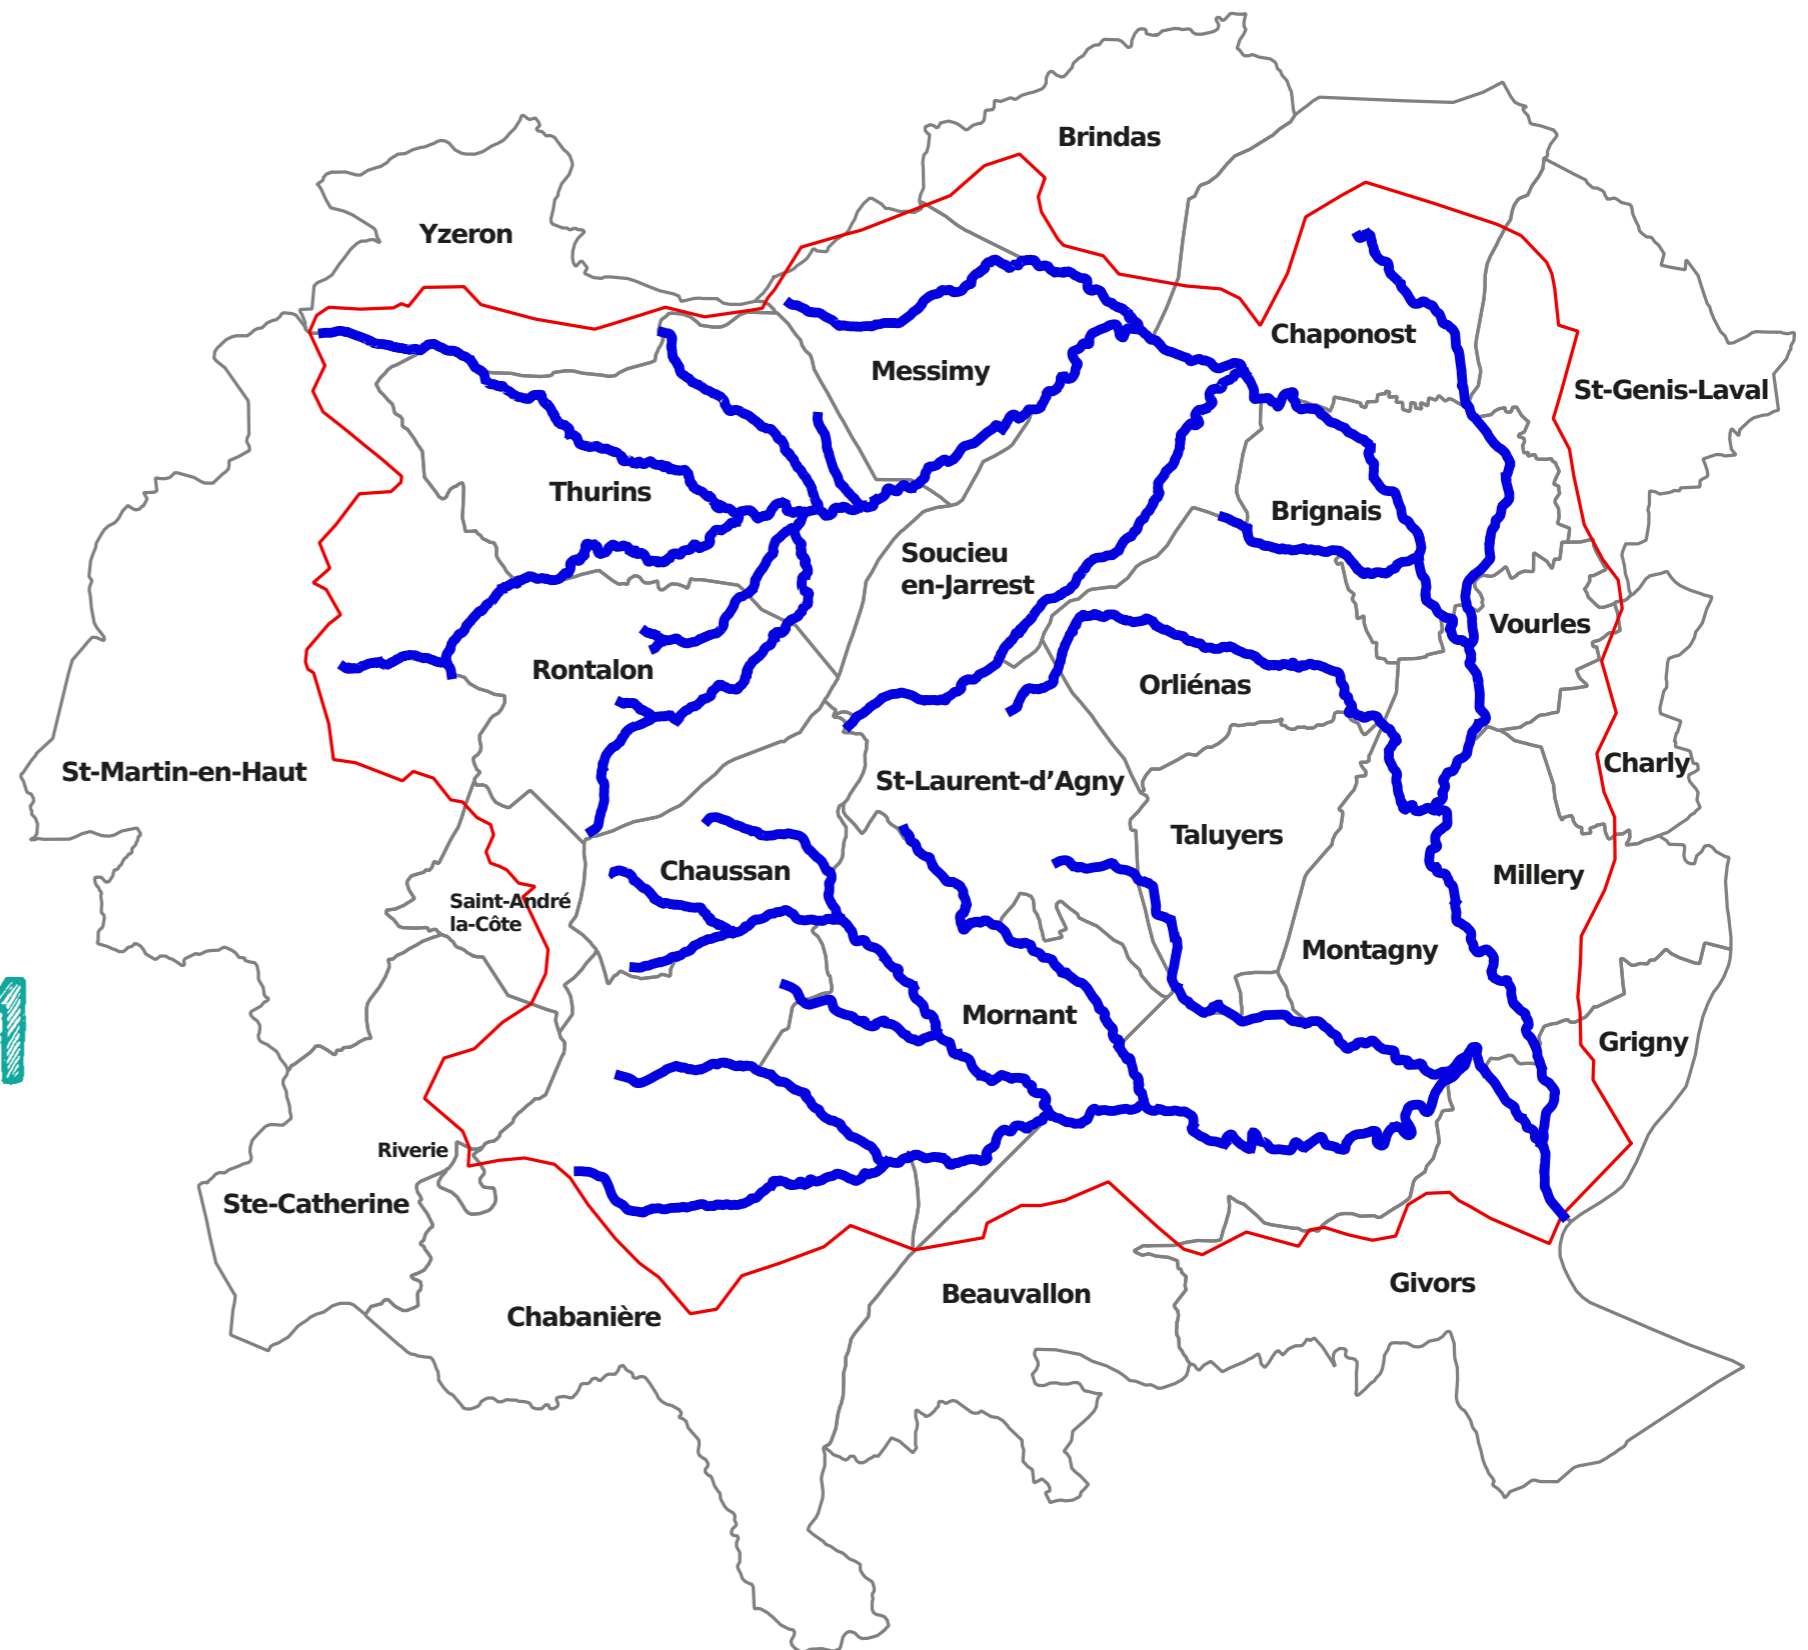 Brindas
Yzeron
Chaponost
Messimy
St-Genis-Laval
Thurins
Brignais
Soucieu
en-Jarrest
Vourles
Rontalon
Orliénas
St-Martin-en-Haut
St-Laurent-d’Agny
Charly
Taluyers
Chaussan
Millery
Saint-André
la-Côte
Montagny
Mornant
Grigny
Riverie
Ste-Catherine
Givors
Beauvallon
Chabanière